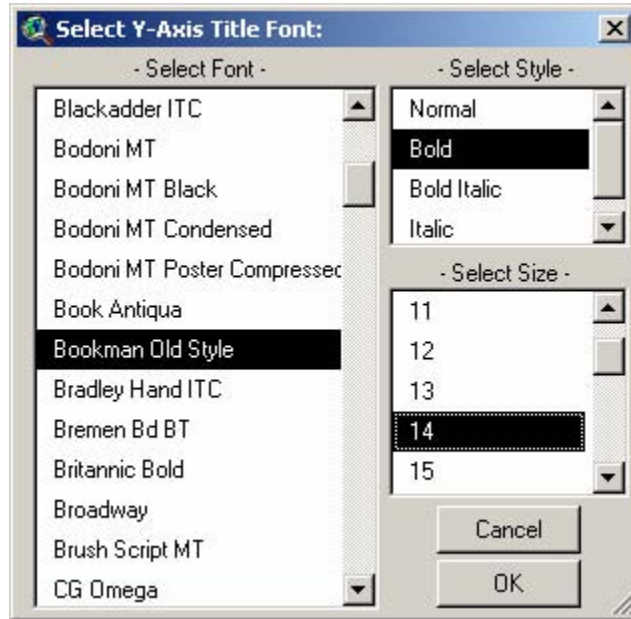 Select Y-Axis Title Font:
- Select Font -
Blackadder ITC
Bodoni MT
Bodoni MT Black
Bodoni MT Condensed
Bodoni MT Poster Compressed
Book Antiqua
Bookman Old Style
Bradley Hand ITC
Bremen Bd BT
Britannic Bold
Broadway
Brush Script MT
CG Omega
- Select Style -
Normal
Bold
Bold Italic
Italic
- Select Size -
11
12
13
14
15
Cancel
OK